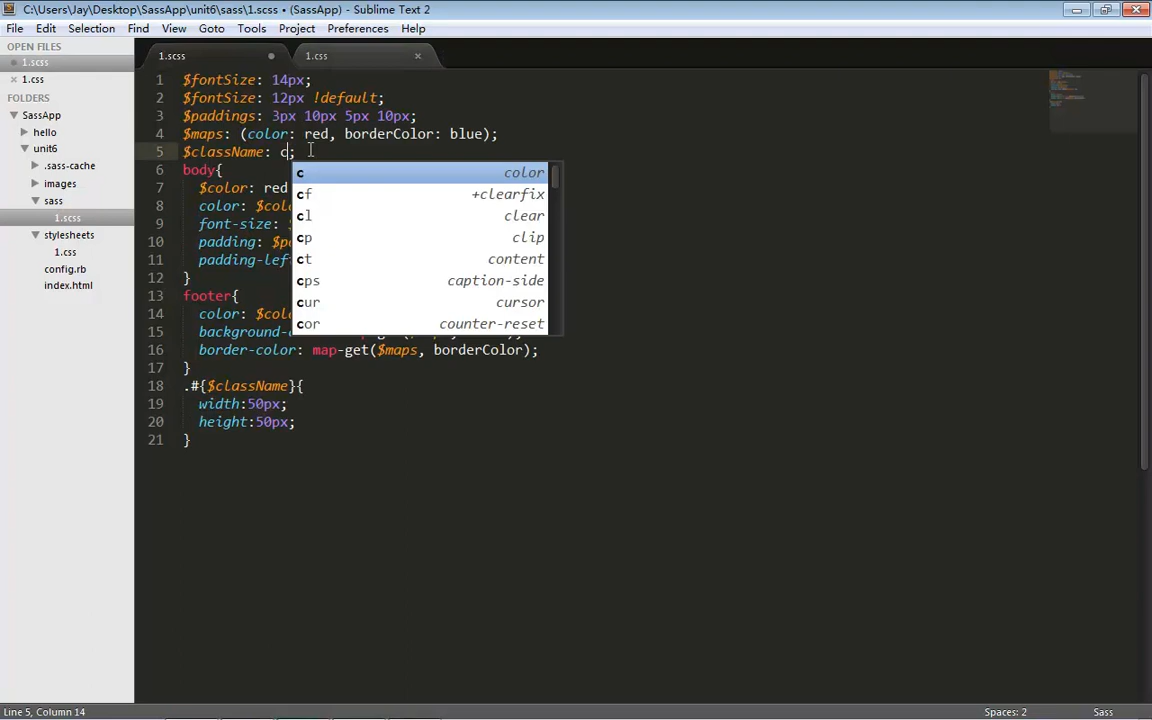 C:\Users\Jay\Desktop\SassApp\unit6\sass\1.scss • (SassApp) - Sublime Text 2
File Edit Selection Find View Goto Tools Project Preferences Help
OPEN FILES
1.scss
1.css
FOLDERS
SassApp
hello
unit6
.sass-cache
images
sass
1.scss
stylesheets
1.css
config.rb
index.html
1.scss 1.css
1 $fontSize: 14px;
2 $fontSize: 12px !default;
3 $paddings: 3px 10px 5px 10px;
4 $maps: (color: red, borderColor: blue);
5 $className: c;
6 body{
7 $color: red
8 color: $col
9 font-size: $
10 padding: $p
11 padding-lef
12 }
13 footer{
14 color: $col
15 background-
16 border-color: map-get($maps, borderColor);
17 }
18 .#{$className}{
19 width:50px;
20 height:50px;
21 }
c color
cf +clearfix
cl clear
cp clip
ct content
cps caption-side
cur cursor
cor counter-reset
Line 5, Column 14 Spaces: 2 Sass